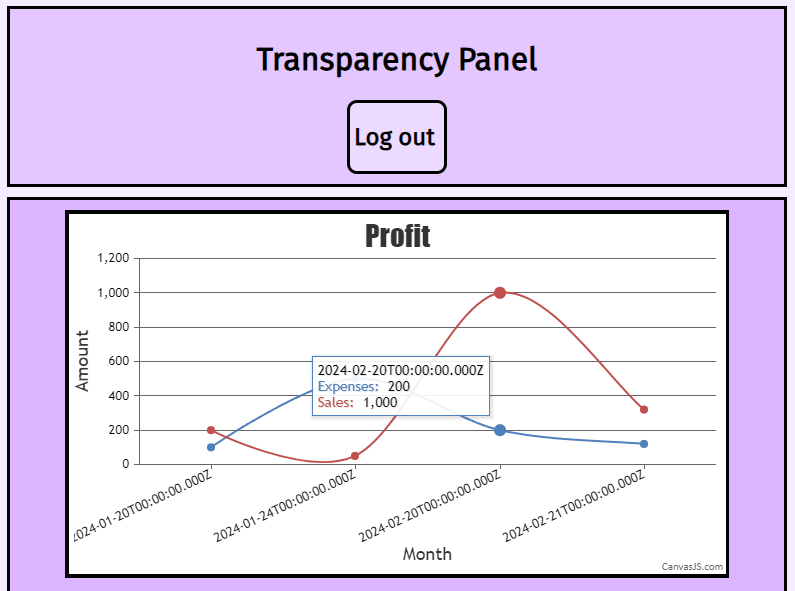 Transparency Panel
Log out
Profit
1,200
1,000
800
600
400
200
0
Amount
2024-02-20T00:00:00.000Z
Expenses: 200
Sales: 1,000
2024-01-20T00:00:00.000Z
2024-01-24T00:00:00.000Z
2024-02-20T00:00:00.000Z
2024-02-21T00:00:00.000Z
Month
CanvasJS.com